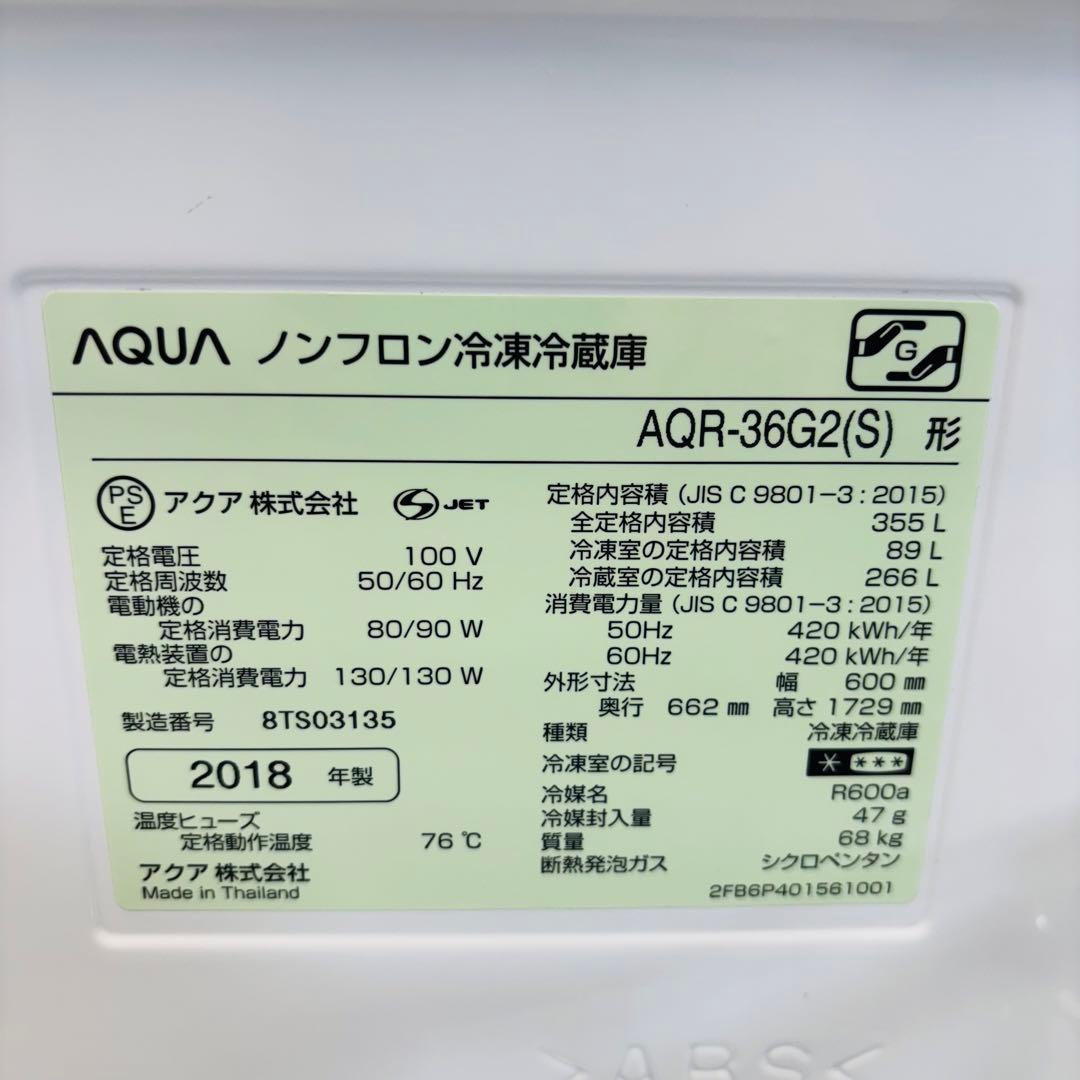 AQUA ノンフロン冷凍冷蔵庫
G
AQR-36G2(S) 形
PSE アクア 株式会社 S JET
定格電圧 100 V
定格周波数 50/60 Hz
電動機の
定格消費電力 80/90 W
電熱装置の
定格消費電力 130/130 W
製造番号 8TS03135
2018 年製
温度ヒューズ
定格動作温度 76 ℃
アクア 株式会社
Made in Thailand
定格内容積 (JIS C 9801-3 : 2015)
全定格内容積 355 L
冷凍室の定格内容積 89 L
冷蔵室の定格内容積 266 L
消費電力量 (JIS C 9801-3 : 2015)
50Hz 420 kWh/年
60Hz 420 kWh/年
外形寸法 幅 600 ㎜
奥行 662 ㎜ 高さ 1729 ㎜
種類 冷凍冷蔵庫
冷凍室の記号 * ***
冷媒名 R600a
冷媒封入量 47 g
質量 68 kg
断熱発泡ガス シクロペンタン
2FB6P401561001
>ABS<